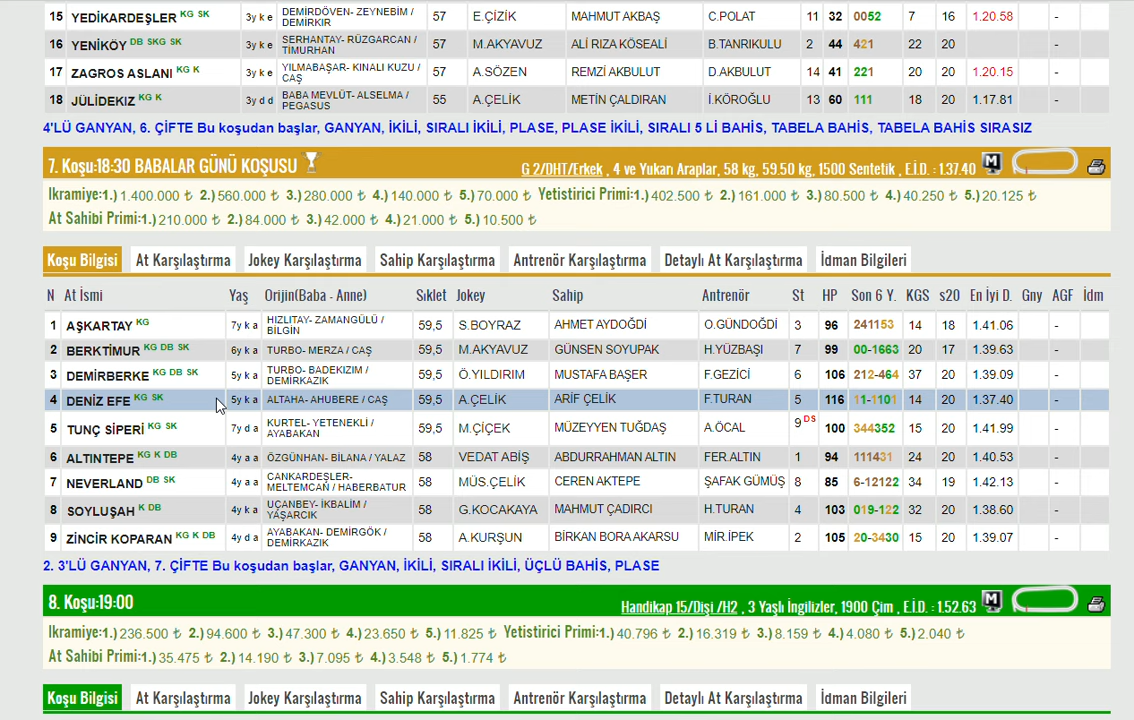 15 YEDİKARDEŞLER KG SK 3y k e DEMİRDÖVEN- ZEYNEBİM / DEMİRKIR 57 E.ÇİZİK MAHMUT AKBAŞ C.POLAT 11 32 0052 7 16 1.20.58 -
16 YENİKÖY DB SKG SK 3y k e SERHANTAY- RÜZGARCAN / TİMURHAN 57 M.AKYAVUZ ALİ RIZA KÖSEALİ B.TANRIKULU 2 44 421 22 20 -
17 ZAGROS ASLANI KG K 3y k e YILMABAŞAR- KINALI KUZU / CAŞ 57 A.SÖZEN REMZİ AKBULUT D.AKBULUT 14 41 221 20 20 1.20.15 -
18 JÜLİDEKIZ KG K 3y d d BABA MEVLÜT- ALSELMA / PEGASUS 55 A.ÇELİK METİN ÇALDIRAN İ.KÖROĞLU 13 60 111 18 20 1.17.81 -
4'LÜ GANYAN, 6. ÇİFTE Bu koşudan başlar, GANYAN, İKİLİ, SIRALI İKİLİ, PLASE, PLASE İKİLİ, SIRALI 5 Lİ BAHİS, TABELA BAHİS, TABELA BAHİS SIRASIZ
7. Koşu:18:30 BABALAR GÜNÜ KOŞUSU G 2/DHT/Erkek , 4 ve Yukarı Araplar, 58 kg, 59.50 kg, 1500 Sentetik , E.İ.D. : 1.37.40 M
Ikramiye:1.) 1.400.000 ₺ 2.) 560.000 ₺ 3.) 280.000 ₺ 4.) 140.000 ₺ 5.) 70.000 ₺ Yetistirici Primi:1.) 402.500 ₺ 2.) 161.000 ₺ 3.) 80.500 ₺ 4.) 40.250 ₺ 5.) 20.125 ₺
At Sahibi Primi:1.) 210.000 ₺ 2.) 84.000 ₺ 3.) 42.000 ₺ 4.) 21.000 ₺ 5.) 10.500 ₺
Koşu Bilgisi At Karşılaştırma Jokey Karşılaştırma Sahip Karşılaştırma Antrenör Karşılaştırma Detaylı At Karşılaştırma İdman Bilgileri
N At İsmi Yaş Orijin(Baba - Anne) Sıklet Jokey Sahip Antrenör St HP Son 6 Y. KGS s20 En İyi D. Gny AGF İdm
1 AŞKARTAY KG 7y k a HIZLITAY- ZAMANGÜLÜ / BİLGİN 59,5 S.BOYRAZ AHMET AYDOĞDİ O.GÜNDOĞDİ 3 96 241153 14 18 1.41.06 -
2 BERKTİMUR KG DB SK 6y k a TURBO- MERZA / CAŞ 59,5 M.AKYAVUZ GÜNSEN SOYUPAK H.YÜZBAŞI 7 99 00-1663 20 17 1.39.63 -
3 DEMİRBERKE KG DB SK 5y k a TURBO- BADEKIZIM / DEMİRKAZIK 59,5 Ö.YILDIRIM MUSTAFA BAŞER F.GEZİCİ 6 106 212-464 37 20 1.39.09 -
4 DENİZ EFE KG SK 5y k a ALTAHA- AHUBERE / CAŞ 59,5 A.ÇELİK ARİF ÇELİK F.TURAN 5 116 11-1101 14 20 1.37.40 -
5 TUNÇ SİPERİ KG SK 7y d a KURTEL- YETENEKLİ / AYABAKAN 59,5 M.ÇİÇEK MÜZEYYEN TUĞDAŞ A.ÖCAL 9 DS 100 344352 15 20 1.41.99 -
6 ALTINTEPE KG K DB 4y a a ÖZGÜNHAN- BİLANA / YALAZ 58 VEDAT ABİŞ ABDURRAHMAN ALTIN FER.ALTIN 1 94 111431 24 20 1.40.53 -
7 NEVERLAND DB SK 4y a a CANKARDEŞLER- MELTEMCAN / HABERBATUR 58 MÜS.ÇELİK CEREN AKTEPE ŞAFAK GÜMÜŞ 8 85 6-12122 34 19 1.42.13 -
8 SOYLUŞAH K DB 4y k a UÇANBEY- İKBALİM / YAŞARCIK 58 G.KOCAKAYA MAHMUT ÇADIRCI H.TURAN 4 103 019-122 32 20 1.38.60 -
9 ZİNCİR KOPARAN KG K DB 4y d a AYABAKAN- DEMİRGÖK / DEMİRKAZIK 58 A.KURŞUN BİRKAN BORA AKARSU MİR.İPEK 2 105 20-3430 15 20 1.39.07 -
2. 3'LÜ GANYAN, 7. ÇİFTE Bu koşudan başlar, GANYAN, İKİLİ, SIRALI İKİLİ, ÜÇLÜ BAHİS, PLASE
8. Koşu:19:00 Handikap 15/Dişi /H2 , 3 Yaşlı İngilizler, 1900 Çim , E.İ.D. : 1.52.63 M
Ikramiye:1.) 236.500 ₺ 2.) 94.600 ₺ 3.) 47.300 ₺ 4.) 23.650 ₺ 5.) 11.825 ₺ Yetistirici Primi:1.) 40.796 ₺ 2.) 16.319 ₺ 3.) 8.159 ₺ 4.) 4.080 ₺ 5.) 2.040 ₺
At Sahibi Primi:1.) 35.475 ₺ 2.) 14.190 ₺ 3.) 7.095 ₺ 4.) 3.548 ₺ 5.) 1.774 ₺
Koşu Bilgisi At Karşılaştırma Jokey Karşılaştırma Sahip Karşılaştırma Antrenör Karşılaştırma Detaylı At Karşılaştırma İdman Bilgileri